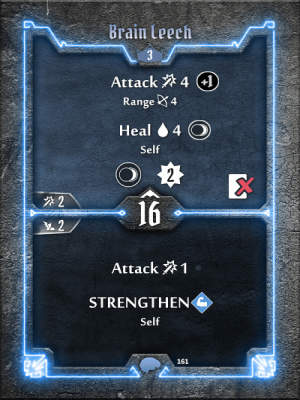 Brain Leech
3
Attack 4 +1
Range 4
Heal 4
Self
2
2
16
2
Attack 1
STRENGTHEN
Self
161